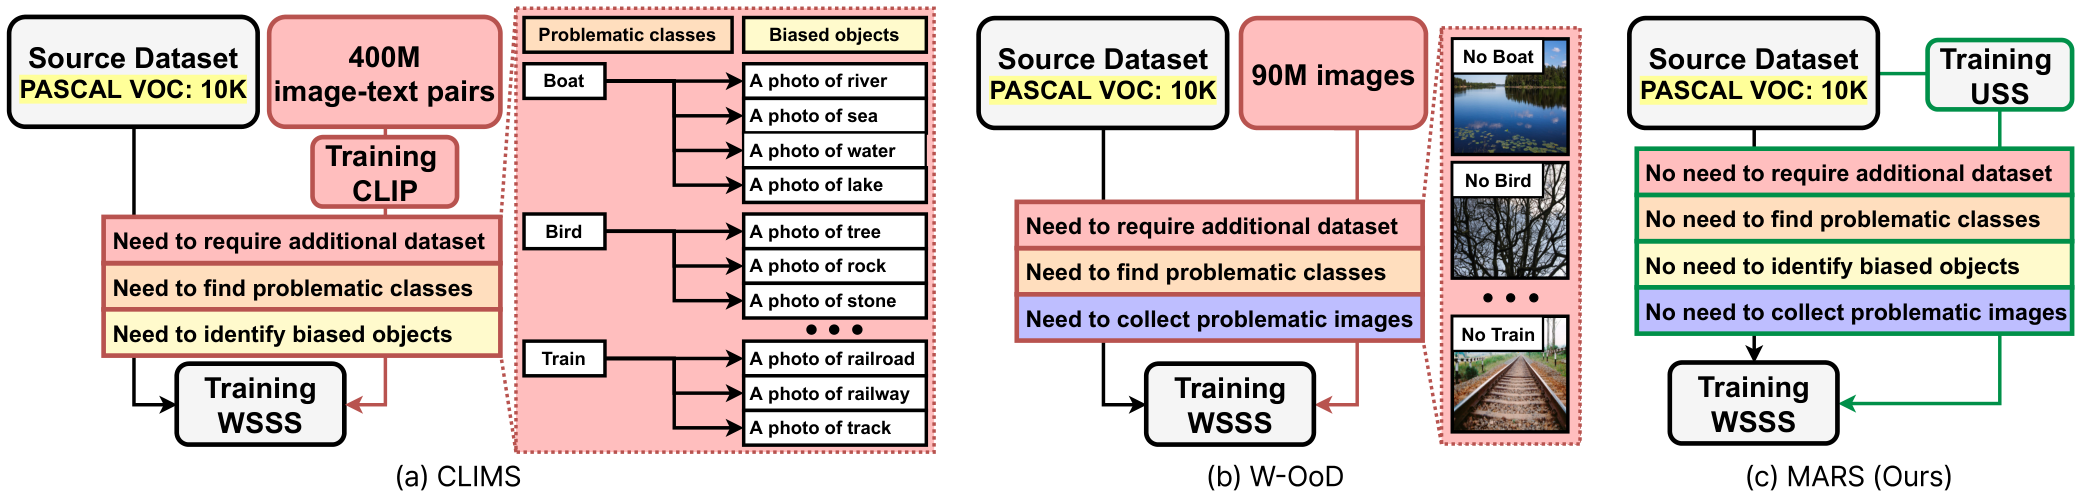 Source Dataset
PASCAL VOC: 10K
400M
image-text pairs
Training
CLIP
Need to require additional dataset
Need to find problematic classes
Need to identify biased objects
Training
WSSS
Problematic classes
Biased objects
Boat
A photo of river
A photo of sea
A photo of water
A photo of lake
Bird
A photo of tree
A photo of rock
A photo of stone
Train
A photo of railroad
A photo of railway
A photo of track
(a) CLIMS
Source Dataset
PASCAL VOC: 10K
90M images
Need to require additional dataset
Need to find problematic classes
Need to collect problematic images
Training
WSSS
No Boat
No Bird
No Train
(b) W-OoD
Source Dataset
PASCAL VOC: 10K
Training
USS
No need to require additional dataset
No need to find problematic classes
No need to identify biased objects
No need to collect problematic images
Training
WSSS
(c) MARS (Ours)